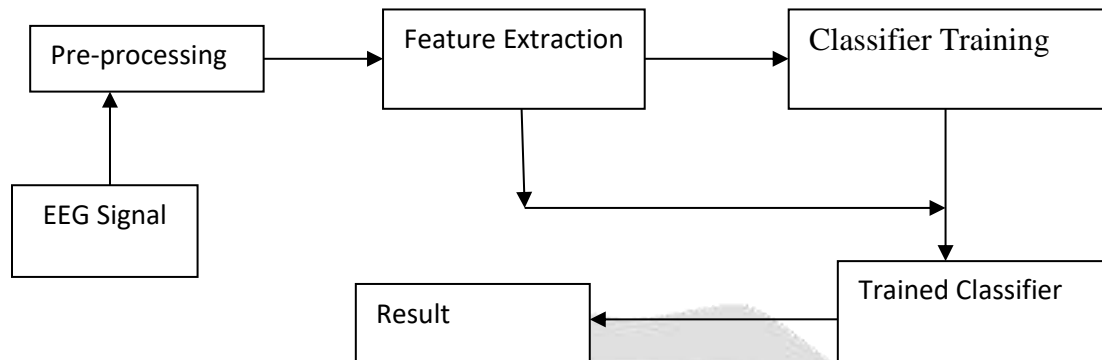 Pre-processing
Feature Extraction
Classifier Training
EEG Signal
Trained Classifier
Result